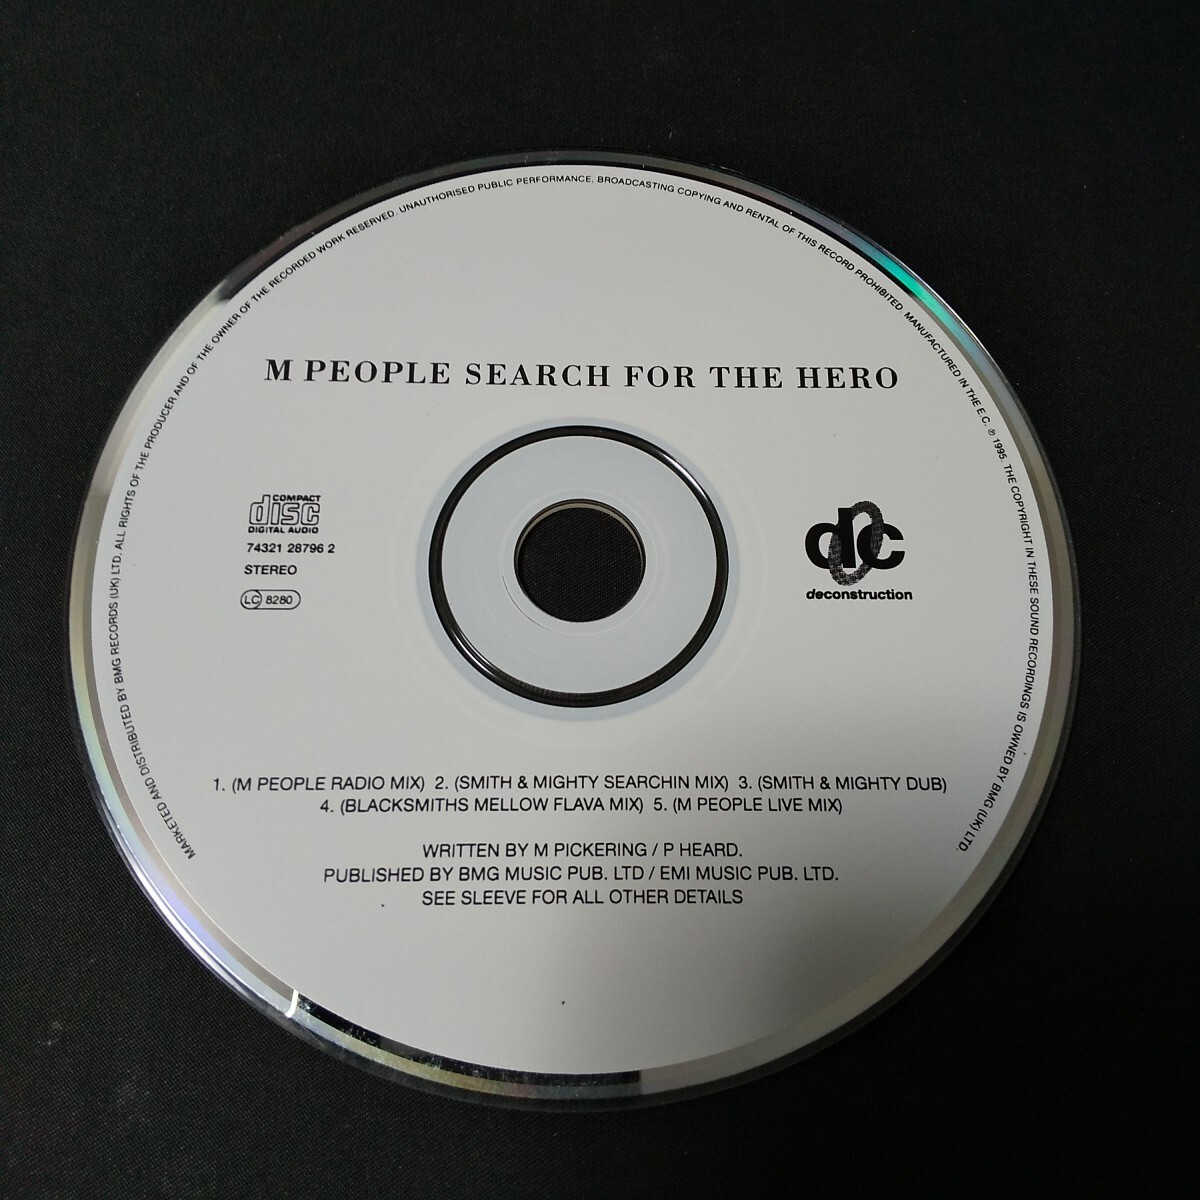 MARKETED AND DISTRIBUTED BY BMG RECORDS (UK) LTD. ALL RIGHTS OF THE PRODUCER AND OF THE OWNER OF THE RECORDED WORK RESERVED. UNAUTHORISED PUBLIC PERFORMANCE, BROADCASTING COPYING AND RENTAL OF THIS RECORD PROHIBITED. MANUFACTURED IN THE E.C. ℗ 1995. THE COPYRIGHT IN THESE SOUND RECORDINGS IS OWNED BY BMG (UK) LTD.
M PEOPLE SEARCH FOR THE HERO
COMPACT
disc
DIGITAL AUDIO
74321 28796 2
STEREO
LC 8280
dc
deconstruction
1. (M PEOPLE RADIO MIX) 2. (SMITH & MIGHTY SEARCHIN MIX) 3. (SMITH & MIGHTY DUB)
4. (BLACKSMITHS MELLOW FLAVA MIX) 5. (M PEOPLE LIVE MIX)
WRITTEN BY M PICKERING / P HEARD.
PUBLISHED BY BMG MUSIC PUB. LTD / EMI MUSIC PUB. LTD.
SEE SLEEVE FOR ALL OTHER DETAILS